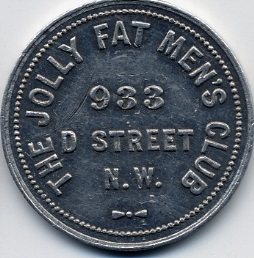 THE JOLLY FAT MEN'S CLUB
933
D STREET
N.W.